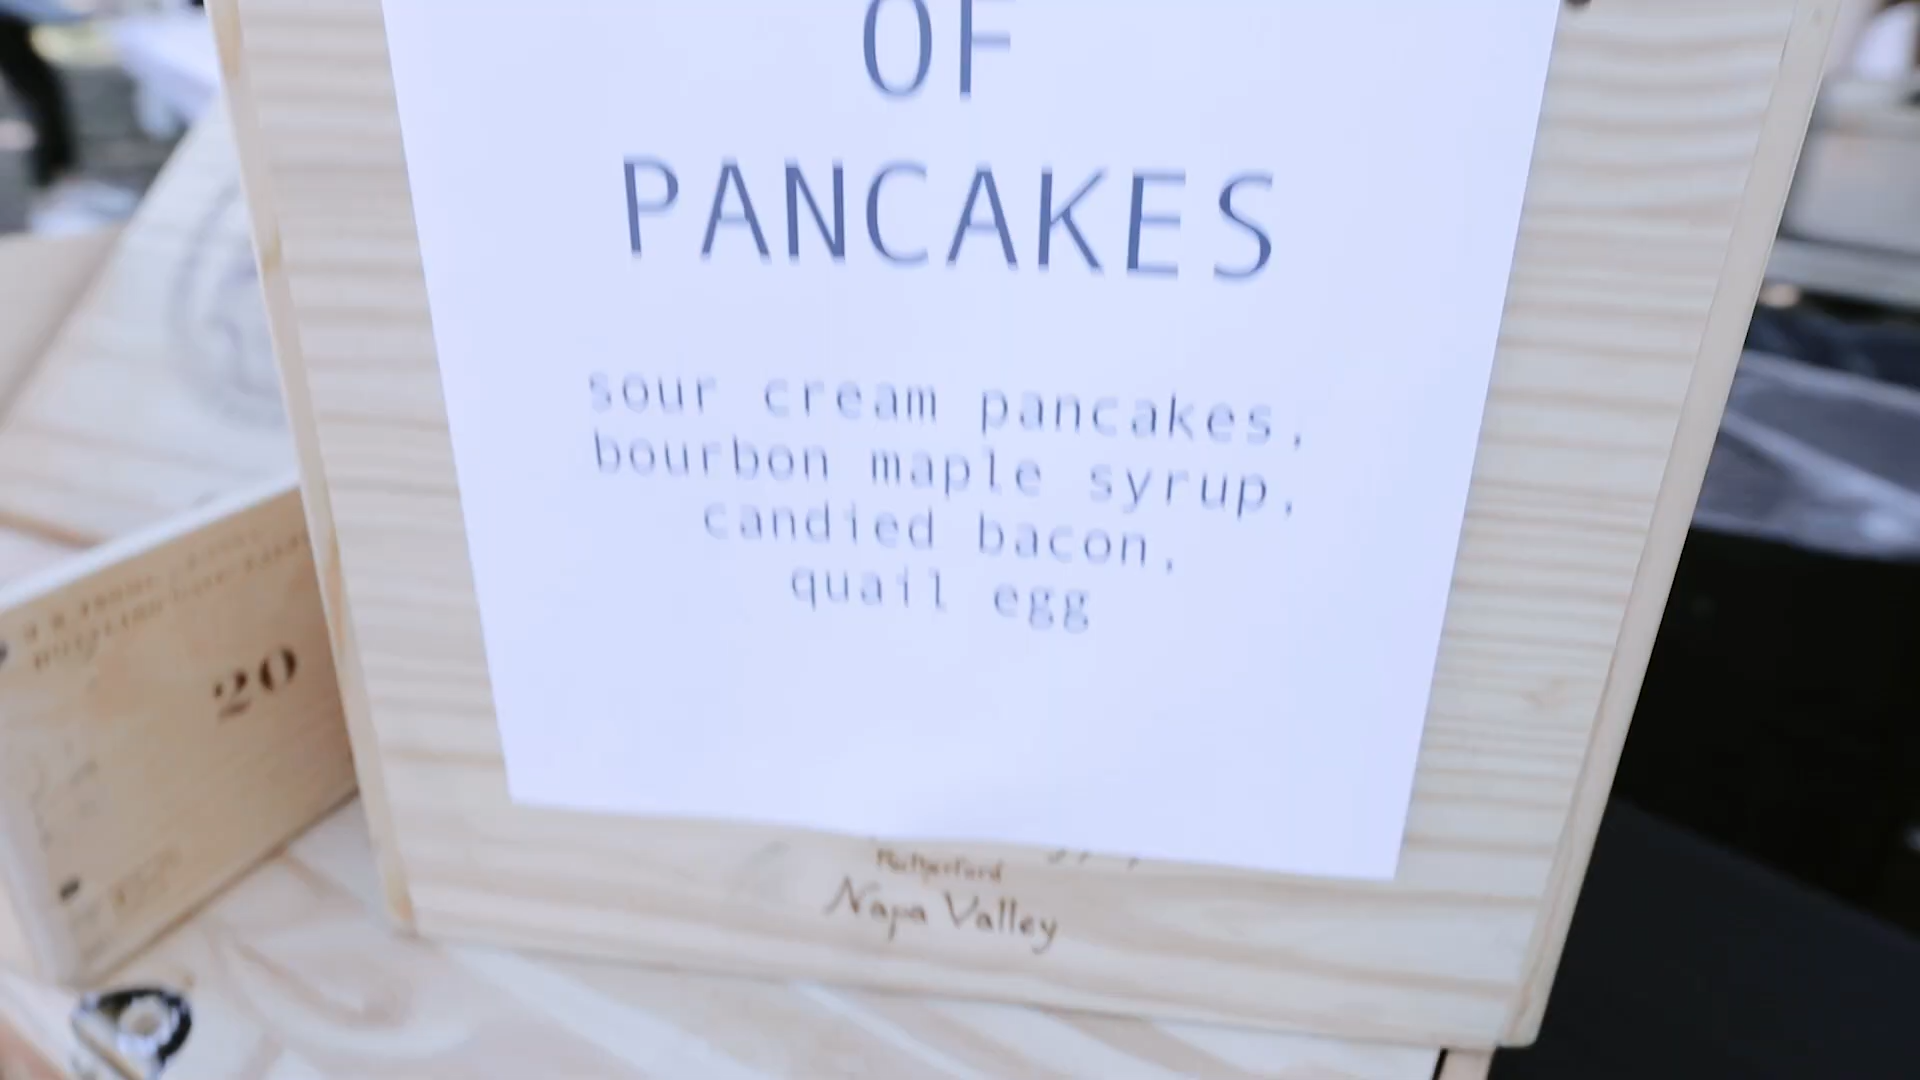 OF
PANCAKES
sour cream pancakes,
bourbon maple syrup,
candied bacon,
quail egg
Rutherford
Napa Valley
20